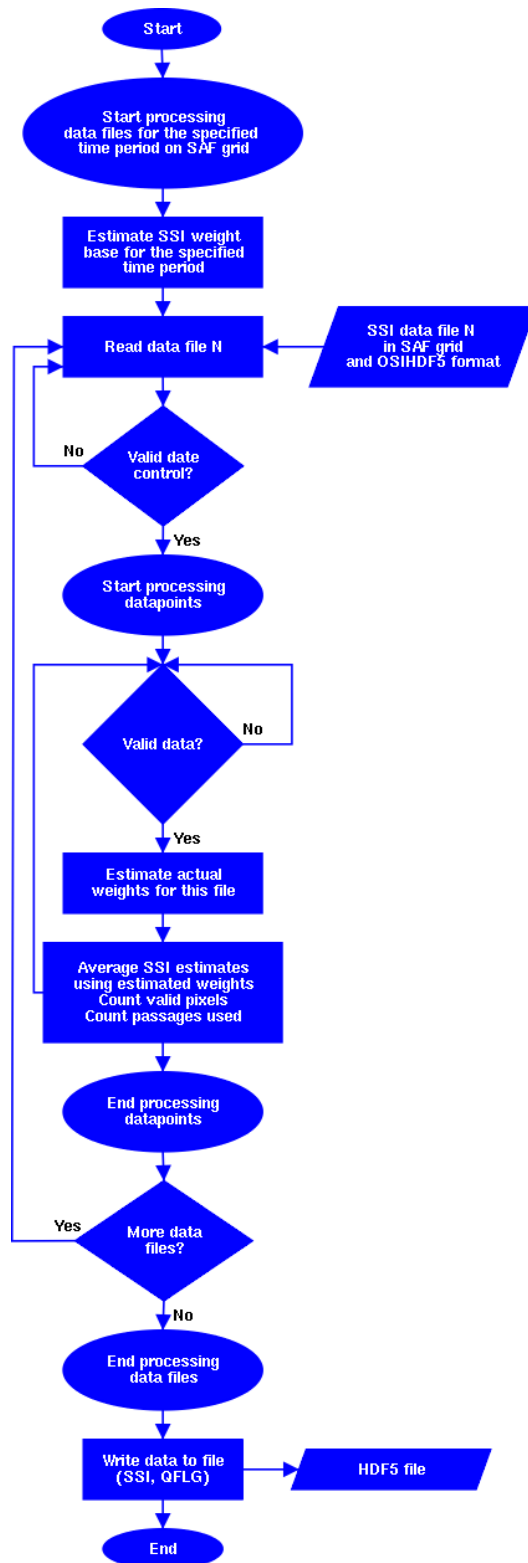 Start
Start processing
data files for the specified
time period on SAF grid
Estimate SSI weight
base for the specified
time period
Read data file N
SSI data file N
in SAF grid
and OSIHDF5 format
No
Valid date
control?
Yes
Start processing
datapoints
Valid data?
No
Yes
Estimate actual
weights for this file
Average SSI estimates
using estimated weights
Count valid pixels
Count passages used
End processing
datapoints
Yes
More data
files?
No
End processing
data files
Write data to file
(SSI, QFLG)
HDF5 file
End